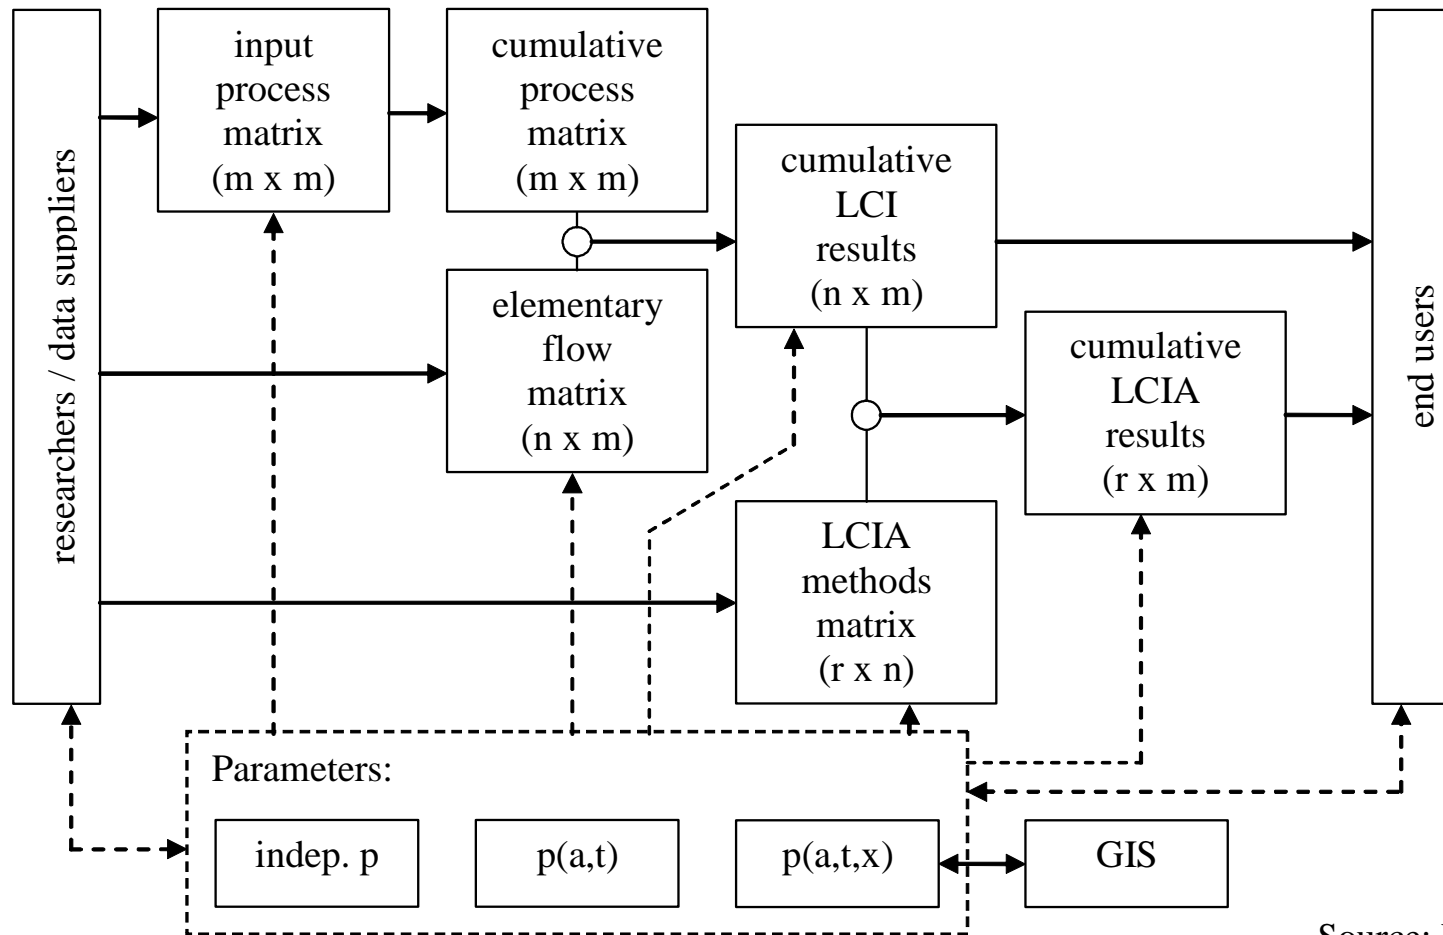 researchers / data suppliers
input
process
matrix
(m x m)
cumulative
process
matrix
(m x m)
cumulative
LCI
results
(n x m)
elementary
flow
matrix
(n x m)
cumulative
LCIA
results
(r x m)
LCIA
methods
matrix
(r x n)
end users
Parameters:
indep. p
p(a,t)
p(a,t,x)
GIS
Source: